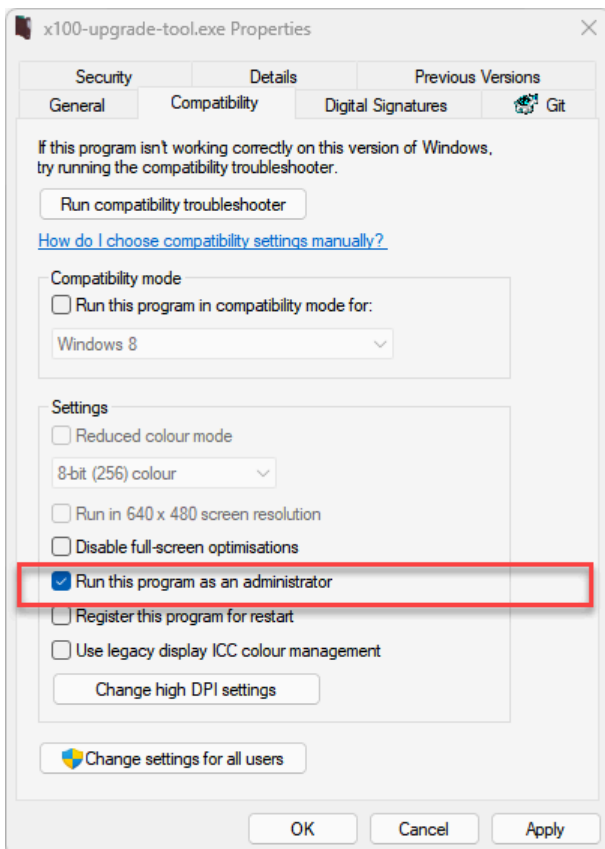 x100-upgrade-tool.exe Properties
Security Details Previous Versions
General Compatibility Digital Signatures Git
If this program isn't working correctly on this version of Windows,
try running the compatibility troubleshooter.
Run compatibility troubleshooter
How do I choose compatibility settings manually?
Compatibility mode
Run this program in compatibility mode for:
Windows 8
Settings
Reduced colour mode
8-bit (256) colour
Run in 640 x 480 screen resolution
Disable full-screen optimisations
Run this program as an administrator
Register this program for restart
Use legacy display ICC colour management
Change high DPI settings
Change settings for all users
OK Cancel Apply